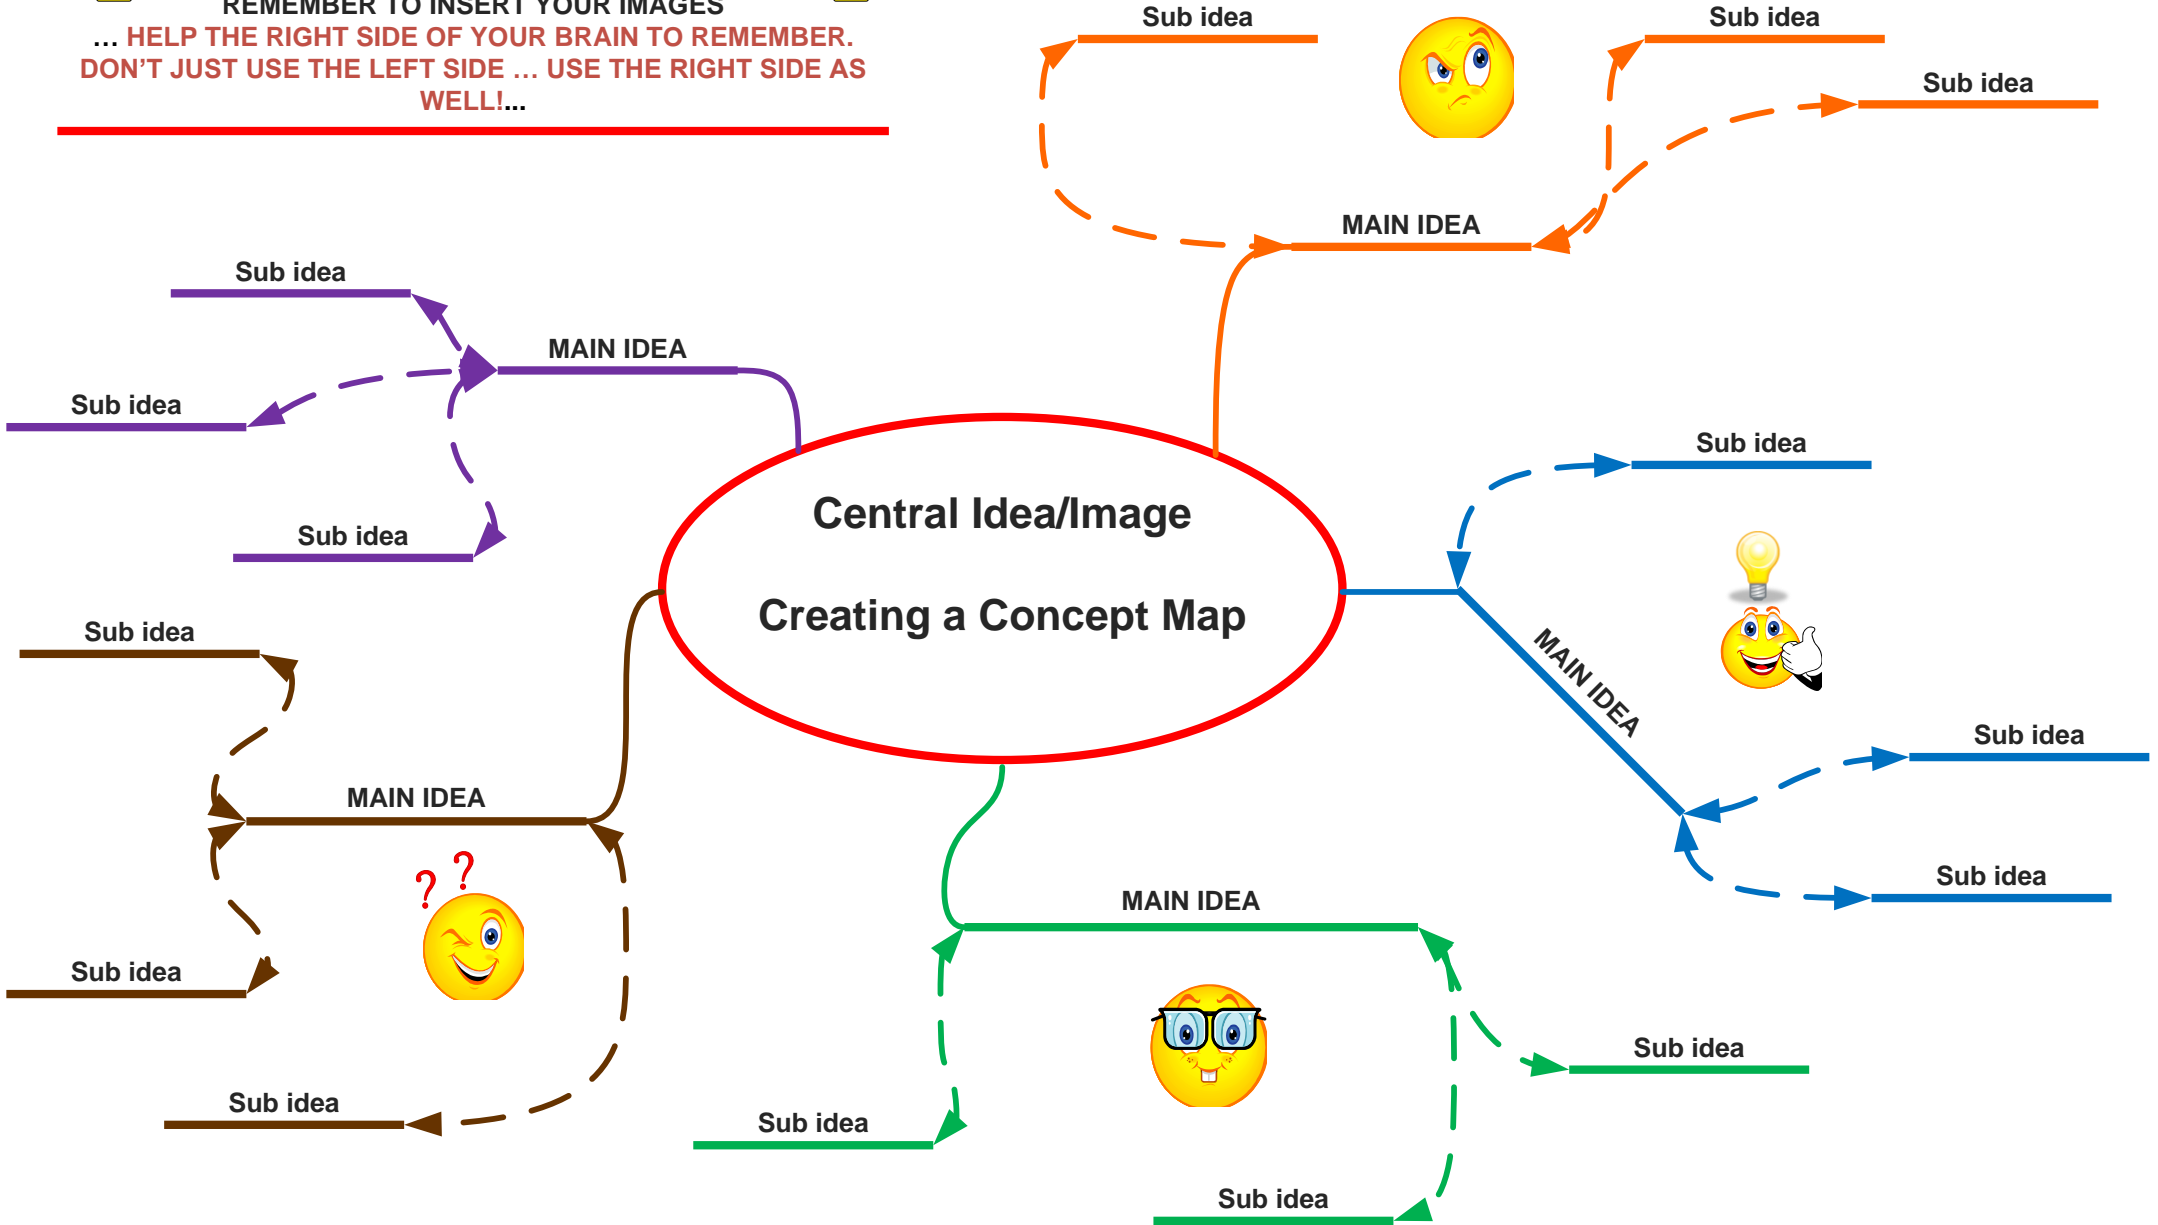 REMEMBER TO INSERT YOUR IMAGES
... HELP THE RIGHT SIDE OF YOUR BRAIN TO REMEMBER.
DON’T JUST USE THE LEFT SIDE ... USE THE RIGHT SIDE AS
WELL!...
Sub idea
Sub idea
Sub idea
MAIN IDEA
Sub idea
MAIN IDEA
Sub idea
Sub idea
Central Idea/Image
Creating a Concept Map
Sub idea
MAIN IDEA
Sub idea
Sub idea
Sub idea
MAIN IDEA
? ?
Sub idea
Sub idea
MAIN IDEA
Sub idea
Sub idea
Sub idea